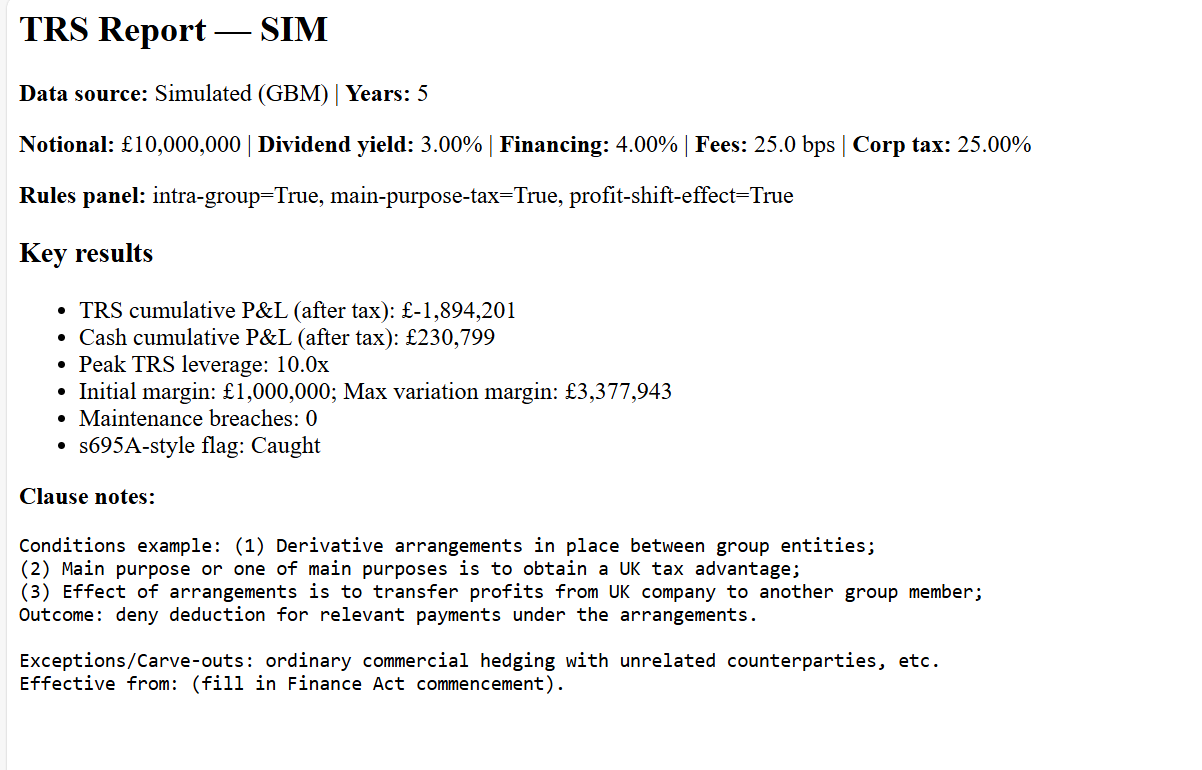 TRS Report — SIM
Data source: Simulated (GBM) | Years: 5
Notional: £10,000,000 | Dividend yield: 3.00% | Financing: 4.00% | Fees: 25.0 bps | Corp tax: 25.00%
Rules panel: intra-group=True, main-purpose-tax=True, profit-shift-effect=True
Key results
• TRS cumulative P&L (after tax): £-1,894,201
• Cash cumulative P&L (after tax): £230,799
• Peak TRS leverage: 10.0x
• Initial margin: £1,000,000; Max variation margin: £3,377,943
• Maintenance breaches: 0
• s695A-style flag: Caught
Clause notes:
Conditions example: (1) Derivative arrangements in place between group entities;
(2) Main purpose or one of main purposes is to obtain a UK tax advantage;
(3) Effect of arrangements is to transfer profits from UK company to another group member;
Outcome: deny deduction for relevant payments under the arrangements.
Exceptions/Carve-outs: ordinary commercial hedging with unrelated counterparties, etc.
Effective from: (fill in Finance Act commencement).